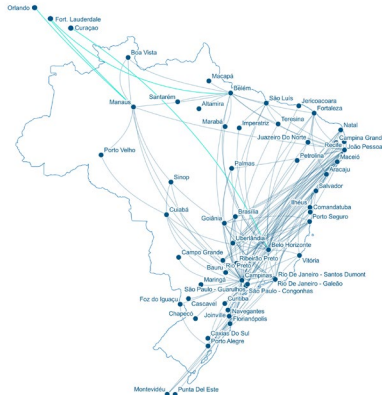 Orlando
Fort. Lauderdale
Curaçao
Boa Vista
Macapá
Belém
Santarém
Manaus
Altamira
São Luís
Jericoacoara
Fortaleza
Marabá
Imperatriz
Teresina
Natal
Juazeiro Do Norte
Campina Grand
Recife
João Pessoa
Porto Velho
Petrolina
Maceió
Palmas
Aracaju
Sinop
Salvador
Ilhéus
Comandatuba
Cuiabá
Goiânia
Brasília
Porto Seguro
Uberlândia
Belo Horizonte
Campo Grande
Ribeirão Preto
Vitória
Bauru
Rio Preto
Campinas
Rio De Janeiro - Santos Dumont
Maringá
Rio De Janeiro - Galeão
São Paulo - Guarulhos
São Paulo - Congonhas
Foz do Iguaçu
Cascavel
Curitiba
Chapecó
Joinville
Navegantes
Florianópolis
Caxias Do Sul
Porto Alegre
Montevidéu
Punta Del Este